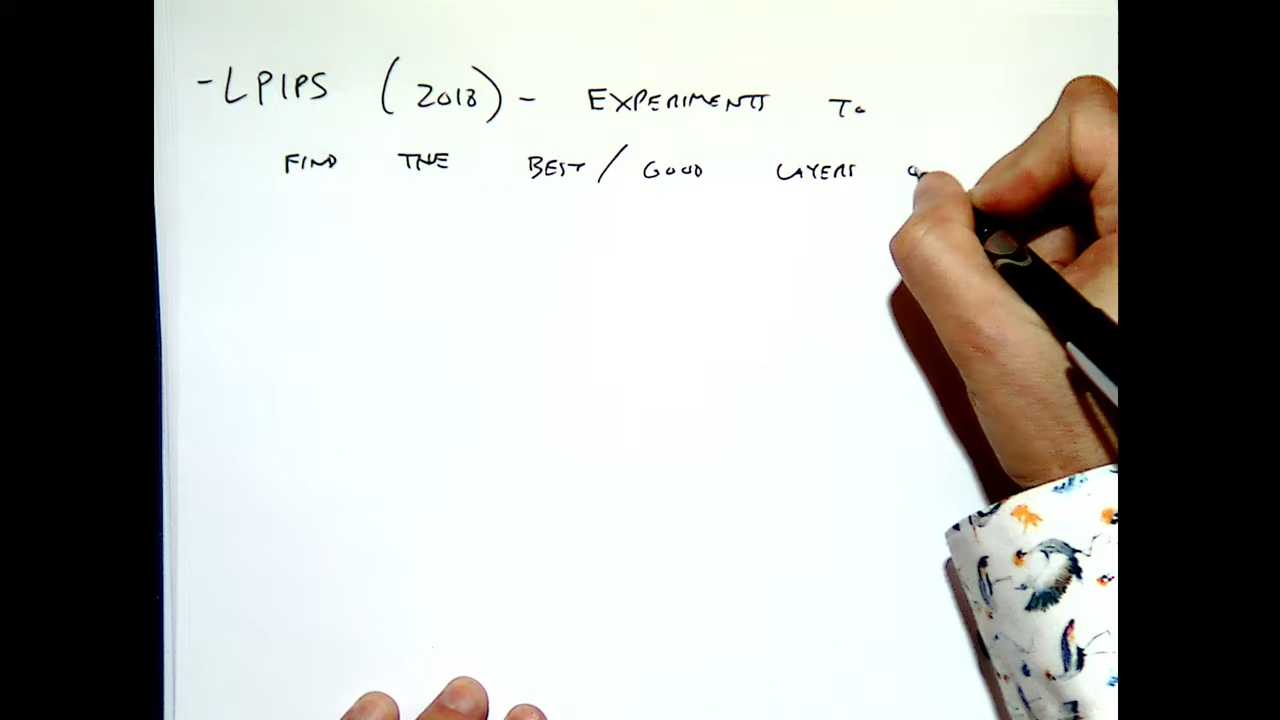 - LPIPS (2018) - EXPERIMENTS TO
FIND THE BEST/GOOD LAYERS